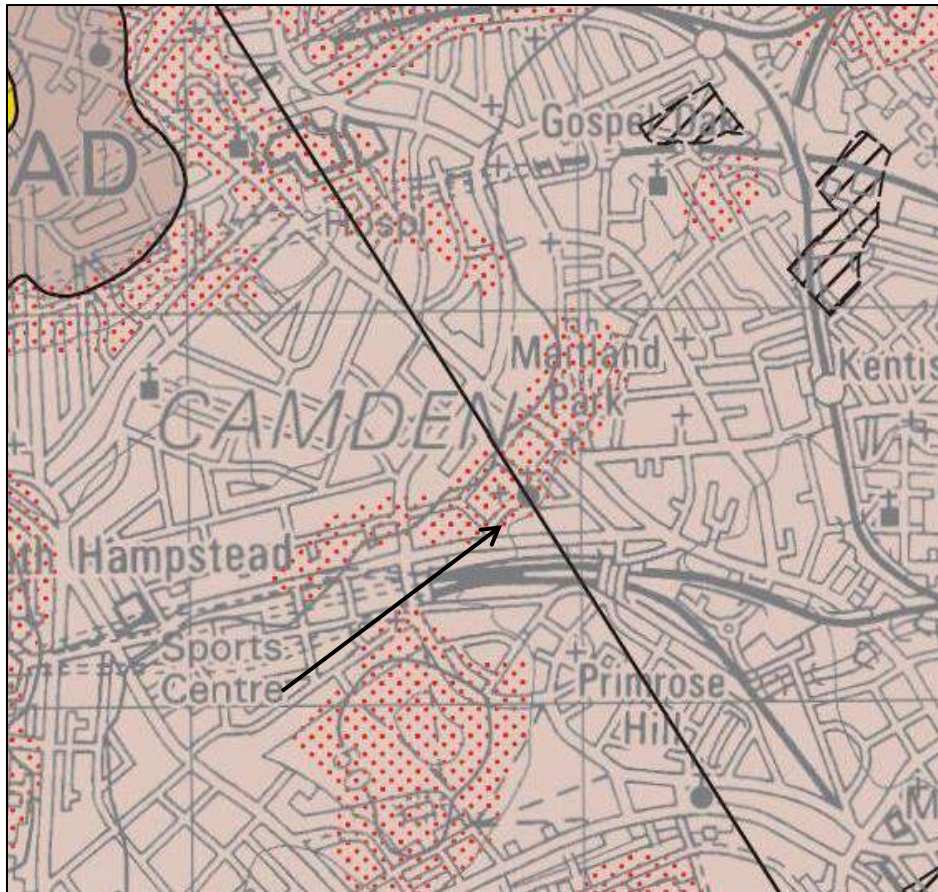 Gospel Oak
AD
Hospl
Maitland
Park
Kentis
CAMDEN
th Hampstead
Sports
Centre
Primrose
Hill
M